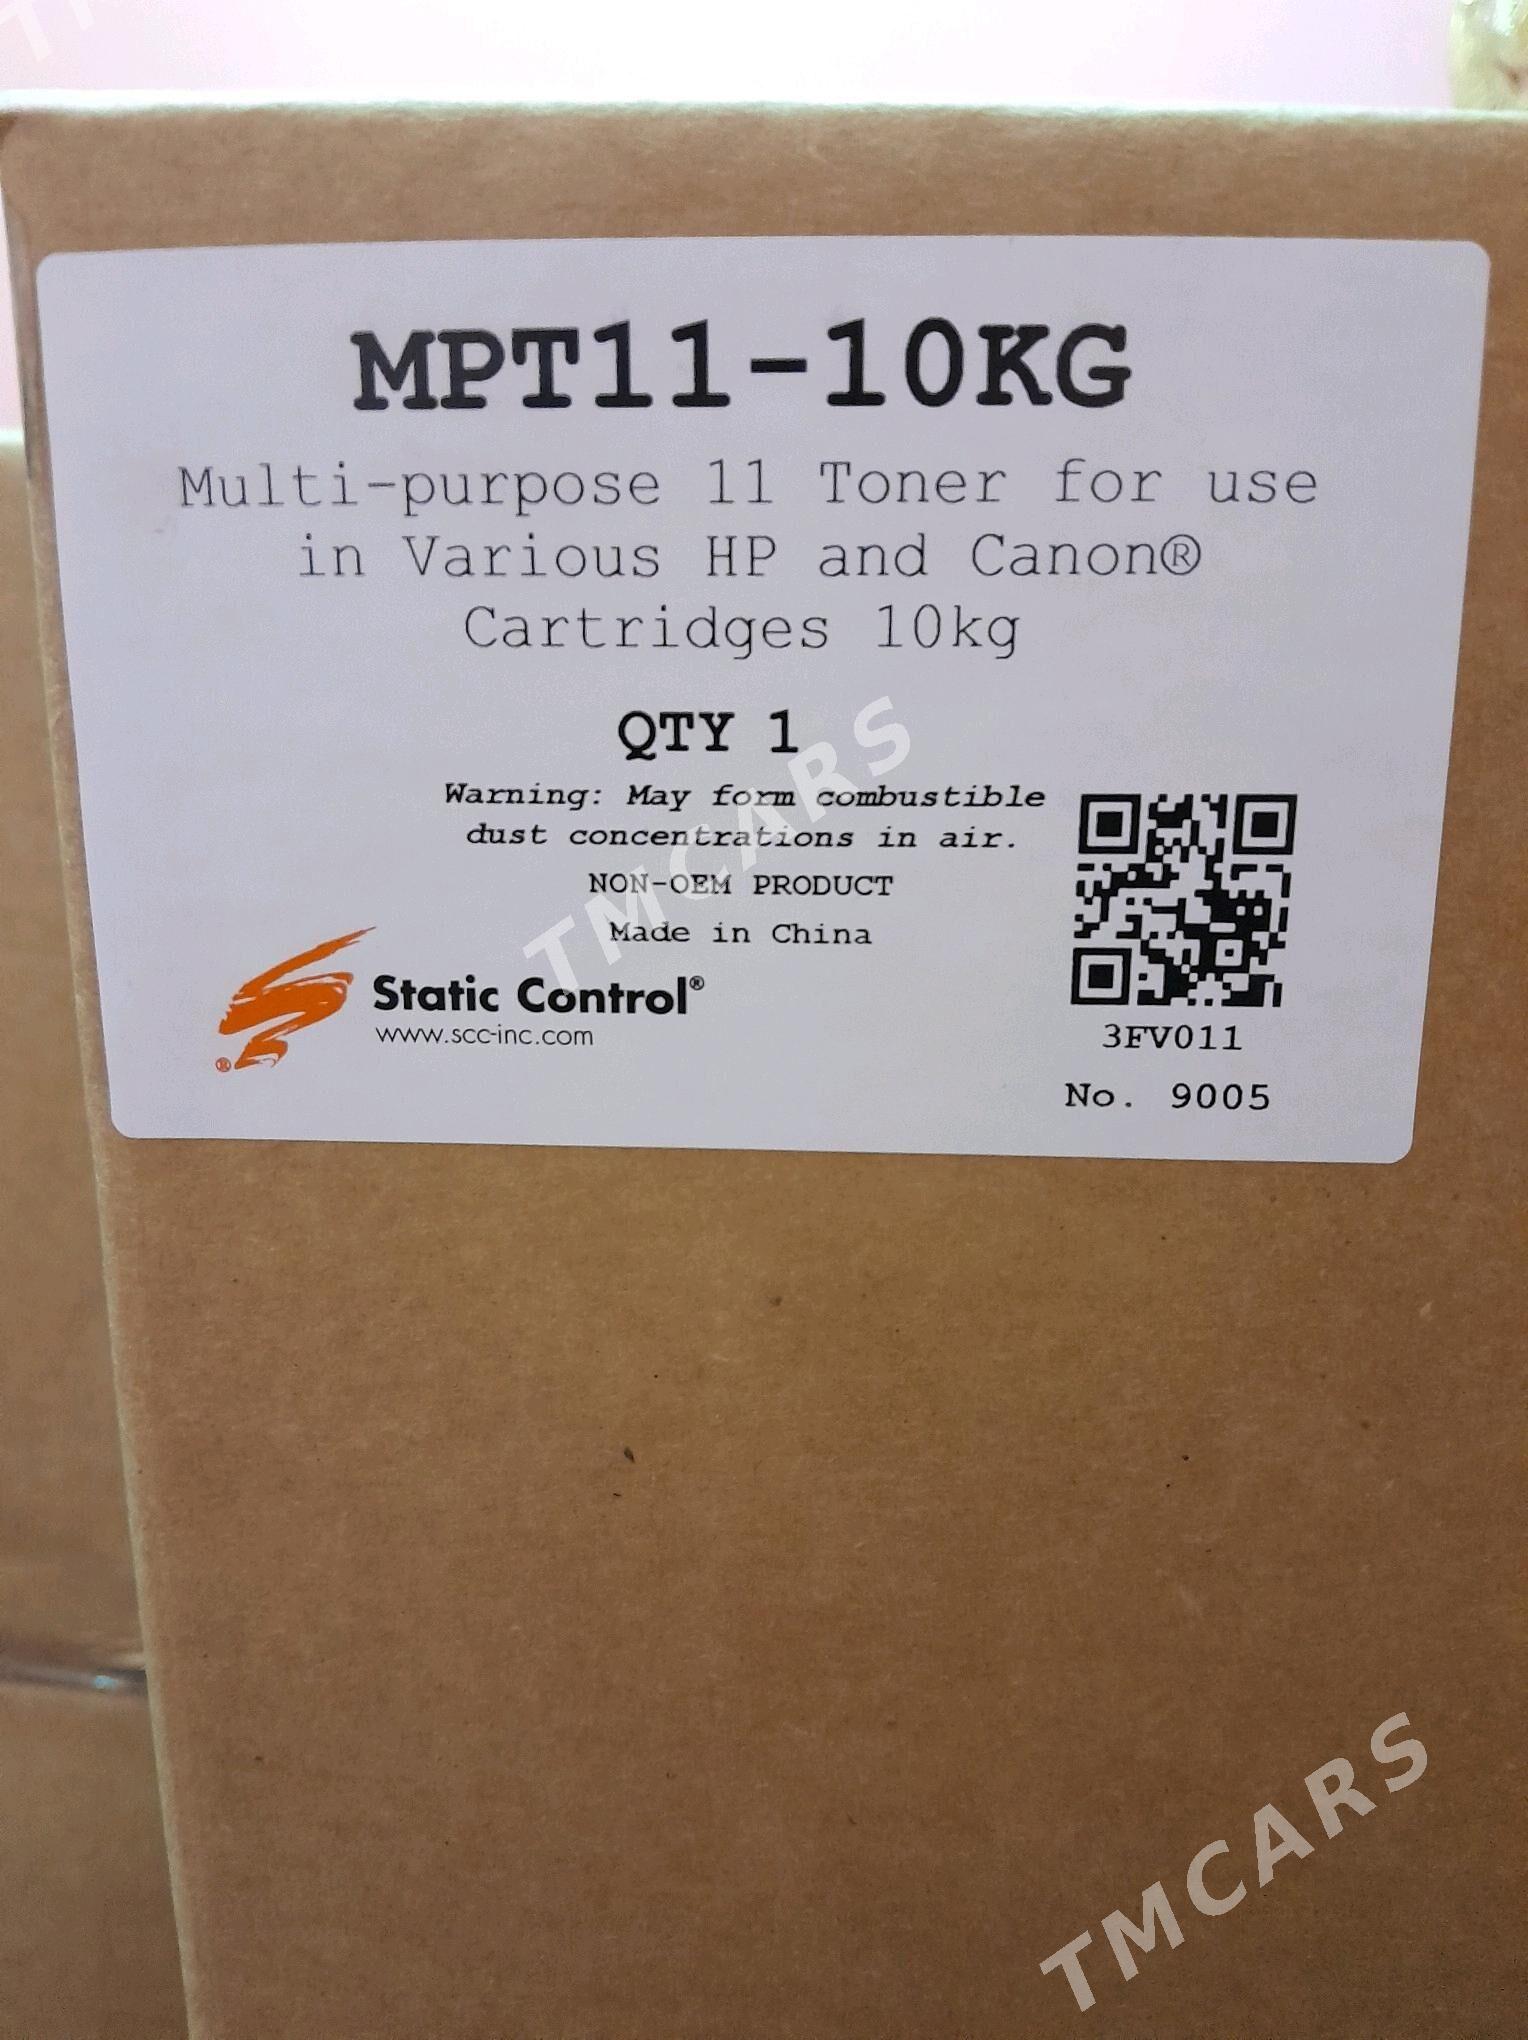 MPT11-10KG
Multi-purpose 11 Toner for use
in Various HP and Canon®
Cartridges 10kg
QTY 1
Warning: May form combustible
dust concentrations in air.
NON-OEM PRODUCT
Made in China
Static Control®
www.scc-inc.com
®
3FV011
No. 9005
TMCARS
TMCARS